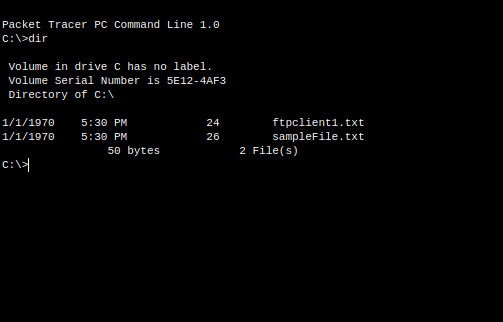 Packet Tracer PC Command Line 1.0
C:\>dir
Volume in drive C has no label.
Volume Serial Number is 5E12-4AF3
Directory of C:\
1/1/1970    5:30 PM            24        ftpclient1.txt
1/1/1970    5:30 PM            26        sampleFile.txt
50 bytes            2 File(s)
C:\>